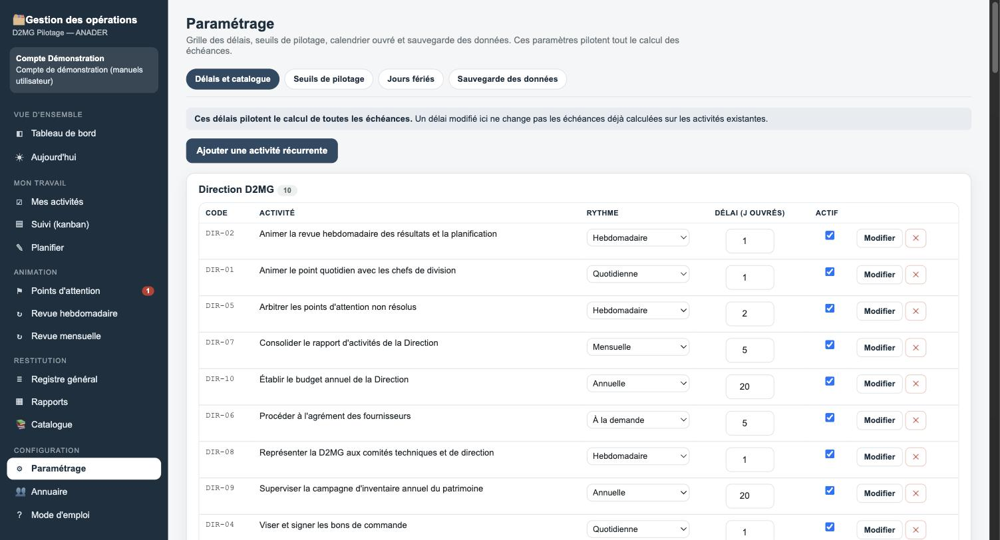 Gestion des opérations
D2MG Pilotage — ANADER
Compte Démonstration
Compte de démonstration (manuels
utilisateur)
VUE D'ENSEMBLE
Tableau de bord
Aujourd'hui
MON TRAVAIL
Mes activités
Suivi (kanban)
Planifier
ANIMATION
Points d'attention 1
Revue hebdomadaire
Revue mensuelle
RESTITUTION
Registre général
Rapports
Catalogue
CONFIGURATION
Paramétrage
Annuaire
? Mode d'emploi
Paramétrage
Grille des délais, seuils de pilotage, calendrier ouvré et sauvegarde des données. Ces paramètres pilotent tout le calcul des
échéances.
Délais et catalogue Seuils de pilotage Jours fériés Sauvegarde des données
Ces délais pilotent le calcul de toutes les échéances. Un délai modifié ici ne change pas les échéances déjà calculées sur les activités existantes.
Ajouter une activité récurrente
Direction D2MG 10
CODE ACTIVITÉ RYTHME DÉLAI (J OUVRÉS) ACTIF
DIR-02 Animer la revue hebdomadaire des résultats et la planification Hebdomadaire 1 Modifier ×
DIR-01 Animer le point quotidien avec les chefs de division Quotidienne 1 Modifier ×
DIR-05 Arbitrer les points d'attention non résolus Hebdomadaire 2 Modifier ×
DIR-07 Consolider le rapport d'activités de la Direction Mensuelle 5 Modifier ×
DIR-10 Établir le budget annuel de la Direction Annuelle 20 Modifier ×
DIR-06 Procéder à l'agrément des fournisseurs À la demande 5 Modifier ×
DIR-08 Représenter la D2MG aux comités techniques et de direction Hebdomadaire 1 Modifier ×
DIR-09 Superviser la campagne d'inventaire annuel du patrimoine Annuelle 20 Modifier ×
DIR-04 Viser et signer les bons de commande Quotidienne 1 Modifier ×